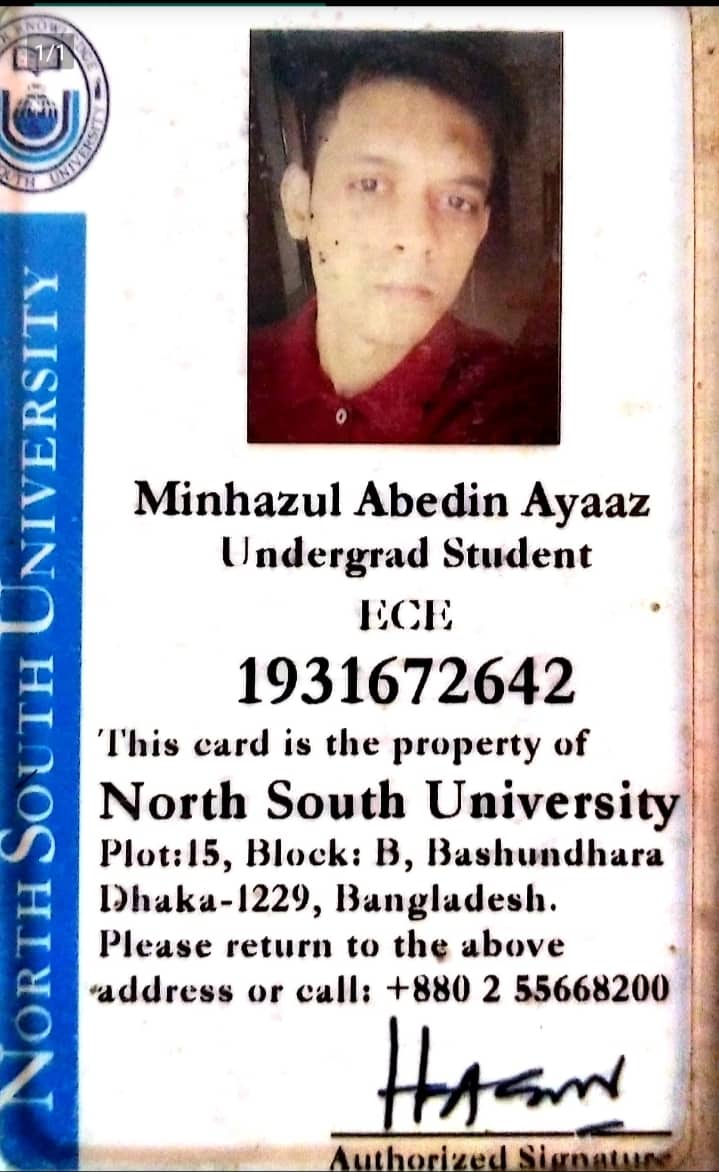 1/1
NORTH SOUTH UNIVERSITY
Minhazul Abedin Ayaaz
Undergrad Student
ECE
1931672642
This card is the property of
North South University
Plot:15, Block: B, Bashundhara
Dhaka-1229, Bangladesh.
Please return to the above
address or call: +880 2 55668200
Authorized Signature